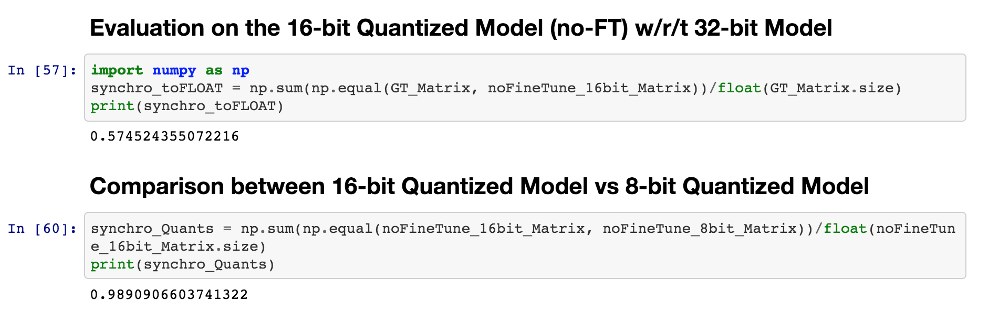 Evaluation on the 16-bit Quantized Model (no-FT) w/r/t 32-bit Model
In [57]: import numpy as np
synchro_toFLOAT = np.sum(np.equal(GT_Matrix, noFineTune_16bit_Matrix))/float(GT_Matrix.size)
print(synchro_toFLOAT)
0.574524355072216
Comparison between 16-bit Quantized Model vs 8-bit Quantized Model
In [60]: synchro_Quants = np.sum(np.equal(noFineTune_16bit_Matrix, noFineTune_8bit_Matrix))/float(noFineTun
e_16bit_Matrix.size)
print(synchro_Quants)
0.9890906603741322